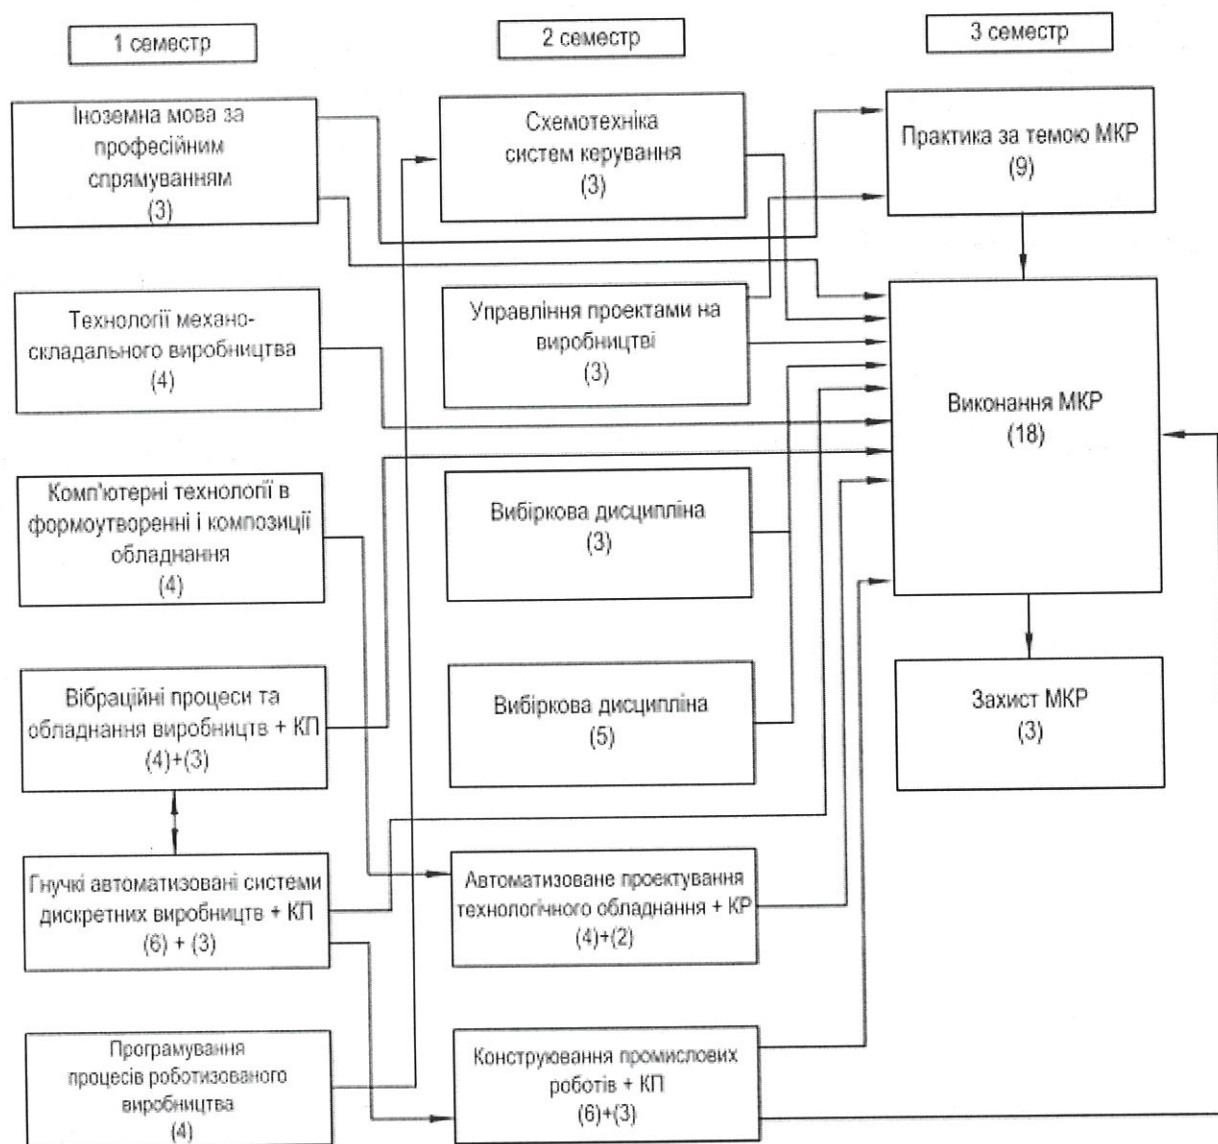 1 семестр
2 семестр
3 семестр
Іноземна мова за
професійним
спрямуванням
(3)
Схемотехніка
систем керування
(3)
Практика за темою МКР
(9)
Технології механо-
складального виробництва
(4)
Управління проектами на
виробництві
(3)
Виконання МКР
(18)
Комп'ютерні технології в
формоутворенні і композиції
обладнання
(4)
Вибіркова дисципліна
(3)
Вібраційні процеси та
обладнання виробництв + КП
(4)+(3)
Вибіркова дисципліна
(5)
Захист МКР
(3)
Гнучкі автоматизовані системи
дискретних виробництв + КП
(6) + (3)
Автоматизоване проектування
технологічного обладнання + КР
(4)+(2)
Програмування
процесів роботизованого
виробництва
(4)
Конструювання промислових
роботів + КП
(6)+(3)